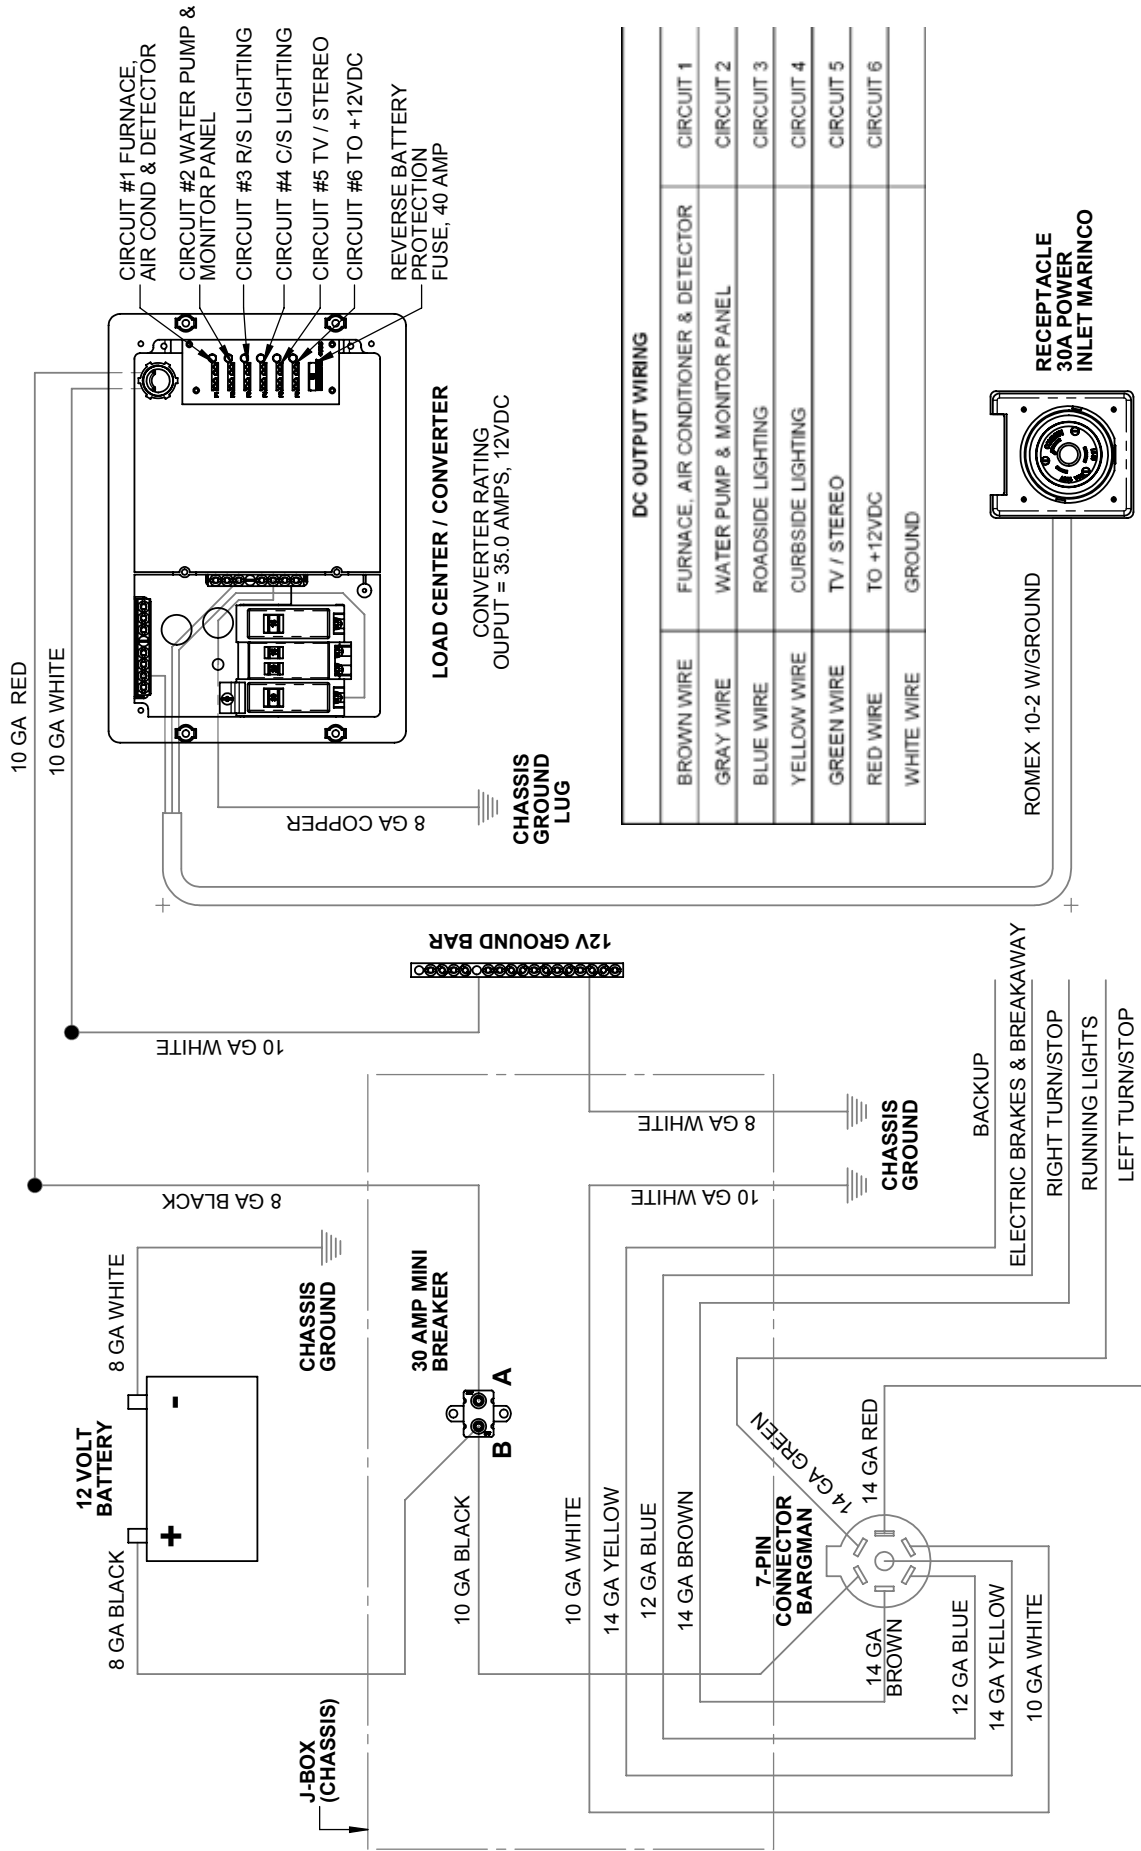 10 GA RED
10 GA WHITE
CIRCUIT #1 FURNACE,
AIR COND & DETECTOR
CIRCUIT #2 WATER PUMP &
MONITOR PANEL
CIRCUIT #3 R/S LIGHTING
CIRCUIT #4 C/S LIGHTING
CIRCUIT #5 TV / STEREO
CIRCUIT #6 TO +12VDC
REVERSE BATTERY
PROTECTION
FUSE, 40 AMP
LOAD CENTER / CONVERTER
CONVERTER RATING
OUPUT = 35.0 AMPS, 12VDC
8 GA COPPER
CHASSIS
GROUND
LUG
DC OUTPUT WIRING
BROWN WIRE FURNACE, AIR CONDITIONER & DETECTOR CIRCUIT 1
GRAY WIRE WATER PUMP & MONITOR PANEL CIRCUIT 2
BLUE WIRE ROADSIDE LIGHTING CIRCUIT 3
YELLOW WIRE CURBSIDE LIGHTING CIRCUIT 4
GREEN WIRE TV / STEREO CIRCUIT 5
RED WIRE TO +12VDC CIRCUIT 6
WHITE WIRE GROUND
ROMEX 10-2 W/GROUND
RECEPTACLE
30A POWER
INLET MARINCO
12V GROUND BAR
10 GA WHITE
8 GA BLACK
12 VOLT
BATTERY
+
-
8 GA BLACK
8 GA WHITE
CHASSIS
GROUND
J-BOX
(CHASSIS)
30 AMP MINI
BREAKER
B
A
10 GA BLACK
8 GA WHITE
10 GA WHITE
CHASSIS
GROUND
10 GA WHITE
14 GA YELLOW
12 GA BLUE
14 GA BROWN
14 GA GREEN
14 GA RED
7-PIN
CONNECTOR
BARGMAN
14 GA
BROWN
12 GA BLUE
14 GA YELLOW
10 GA WHITE
BACKUP
ELECTRIC BRAKES & BREAKAWAY
RIGHT TURN/STOP
RUNNING LIGHTS
LEFT TURN/STOP